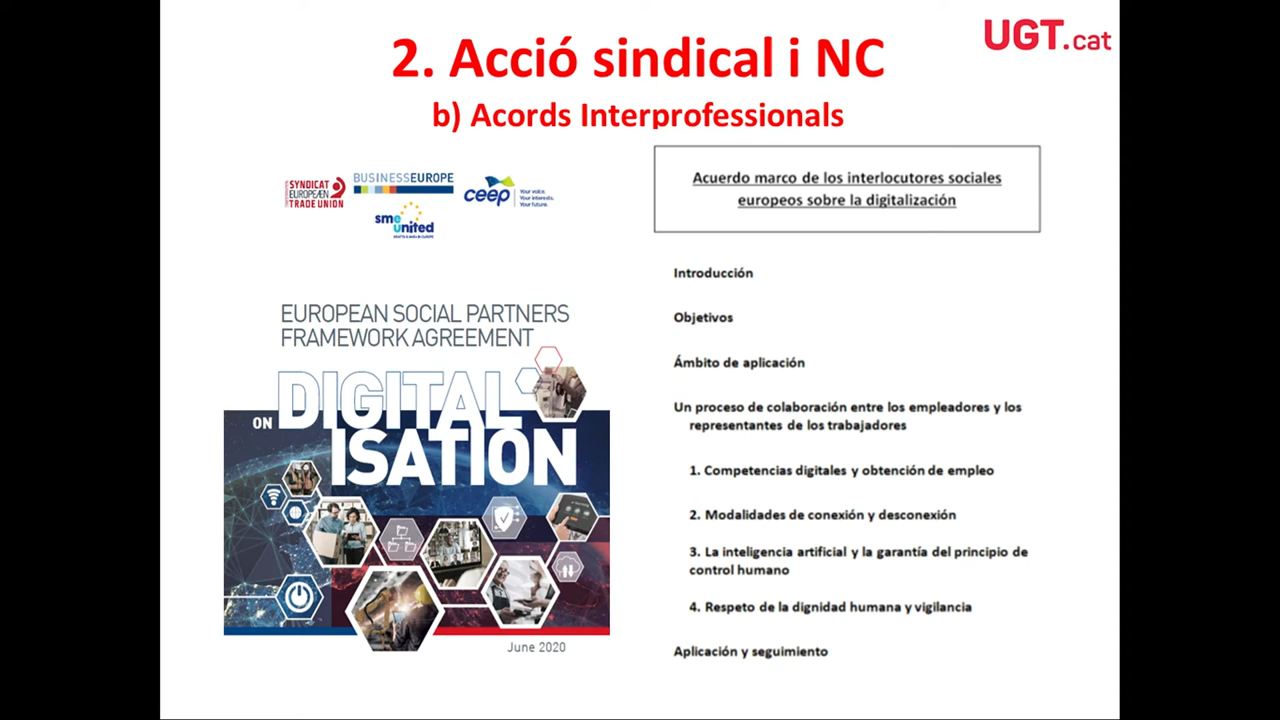 UGT.cat
2. Acció sindical i NC
b) Acords Interprofessionals
SYNDICAT
EUROPEAN
TRADE UNION
BUSINESSEUROPE
ceep
Your voice.
Your interests.
Your future.
sme
united
EUROPEAN SOCIAL PARTNERS
FRAMEWORK AGREEMENT
ON DIGITAL
ISATION
June 2020
Acuerdo marco de los interlocutores sociales
europeos sobre la digitalización
Introducción
Objetivos
Ámbito de aplicación
Un proceso de colaboración entre los empleadores y los
representantes de los trabajadores
1. Competencias digitales y obtención de empleo
2. Modalidades de conexión y desconexión
3. La inteligencia artificial y la garantía del principio de
control humano
4. Respeto de la dignidad humana y vigilancia
Aplicación y seguimiento